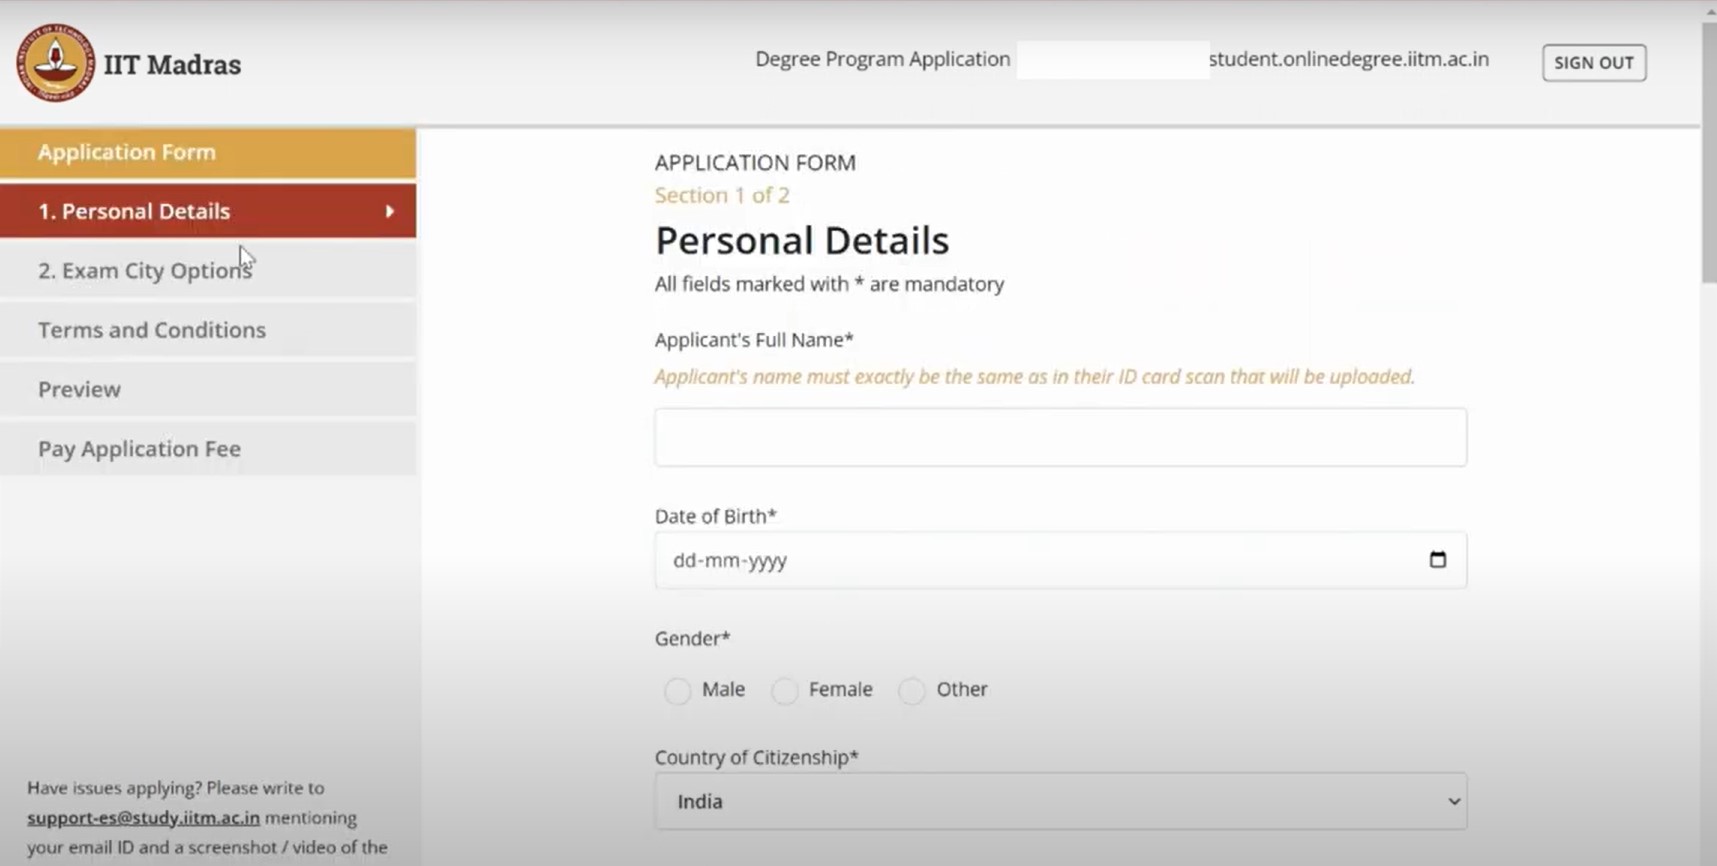 IIT Madras
Degree Program Application student.onlinedegree.iitm.ac.in
SIGN OUT
Application Form
1. Personal Details
2. Exam City Options
Terms and Conditions
Preview
Pay Application Fee
Have issues applying? Please write to
support-es@study.iitm.ac.in mentioning
your email ID and a screenshot / video of the
APPLICATION FORM
Section 1 of 2
Personal Details
All fields marked with * are mandatory
Applicant's Full Name*
Applicant's name must exactly be the same as in their ID card scan that will be uploaded.
Date of Birth*
dd-mm-yyyy
Gender*
Male Female Other
Country of Citizenship*
India